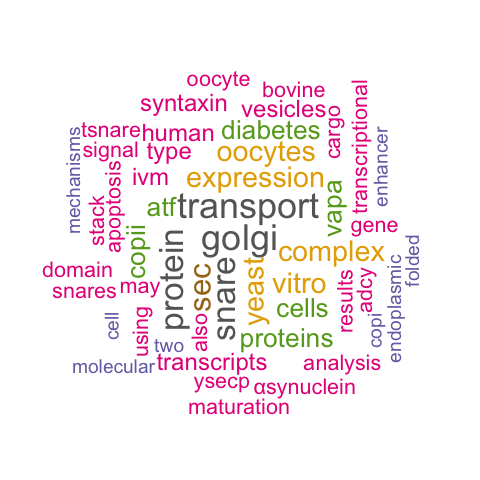 oocyte
bovine
syntaxin
vesicles
cargo
transcriptional
tsnare
human
diabetes
enhancer
mechanisms
signal
type
oocytes
apoptosis
ivm
expression
stack
atf
transport
vapa
gene
copii
golgi
complex
folded
domain
protein
sec
snare
yeast
vitro
adcy
endoplasmic
snares
may
cells
results
copi
cell
using
two
also
proteins
molecular
transcripts
analysis
ysecp
αsynuclein
maturation